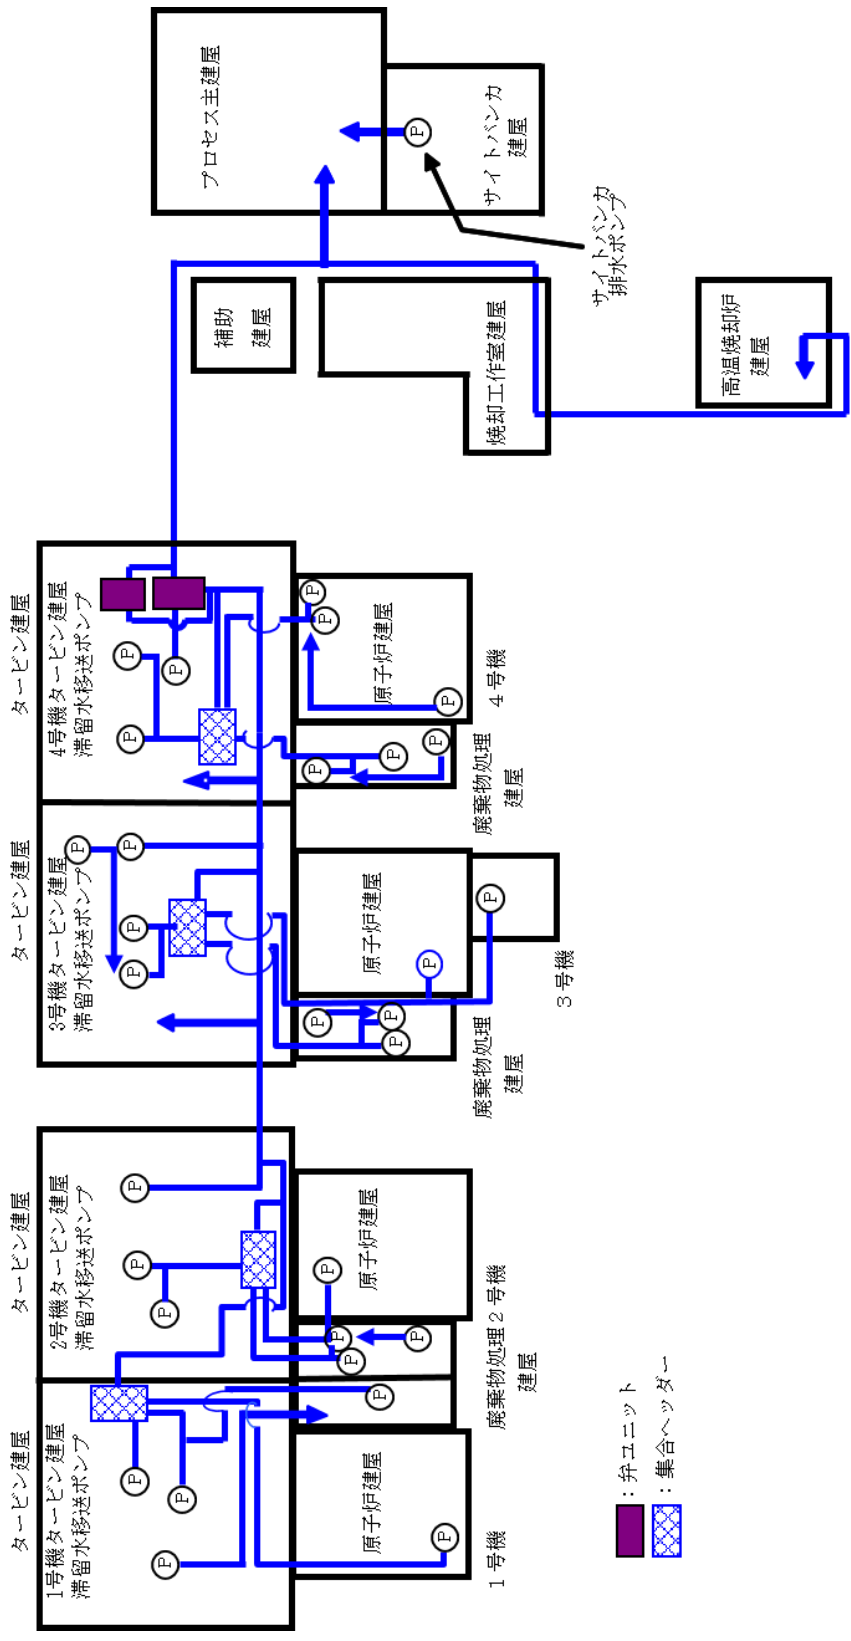 タービン建屋
1号機タービン建屋
滞留水移送ポンプ
P
P
P
原子炉建屋
P
1号機
P
タービン建屋
2号機タービン建屋
滞留水移送ポンプ
P
P
P
原子炉建屋
P
P
P
P
廃棄物処理2号機
建屋
タービン建屋
3号機タービン建屋
滞留水移送ポンプ
P
P
P
P
原子炉建屋
P
P
P
P
P
廃棄物処理
建屋
3号機
タービン建屋
4号機タービン建屋
滞留水移送ポンプ
P
P
P
原子炉建屋
P
P
P
4号機
P
P
P
廃棄物処理
建屋
補助
建屋
焼却工作室建屋
プロセス主建屋
サイトバンカ
建屋
P
サイトバンカ
排水ポンプ
高温焼却炉
建屋
:弁ユニット
:集合ヘッダー